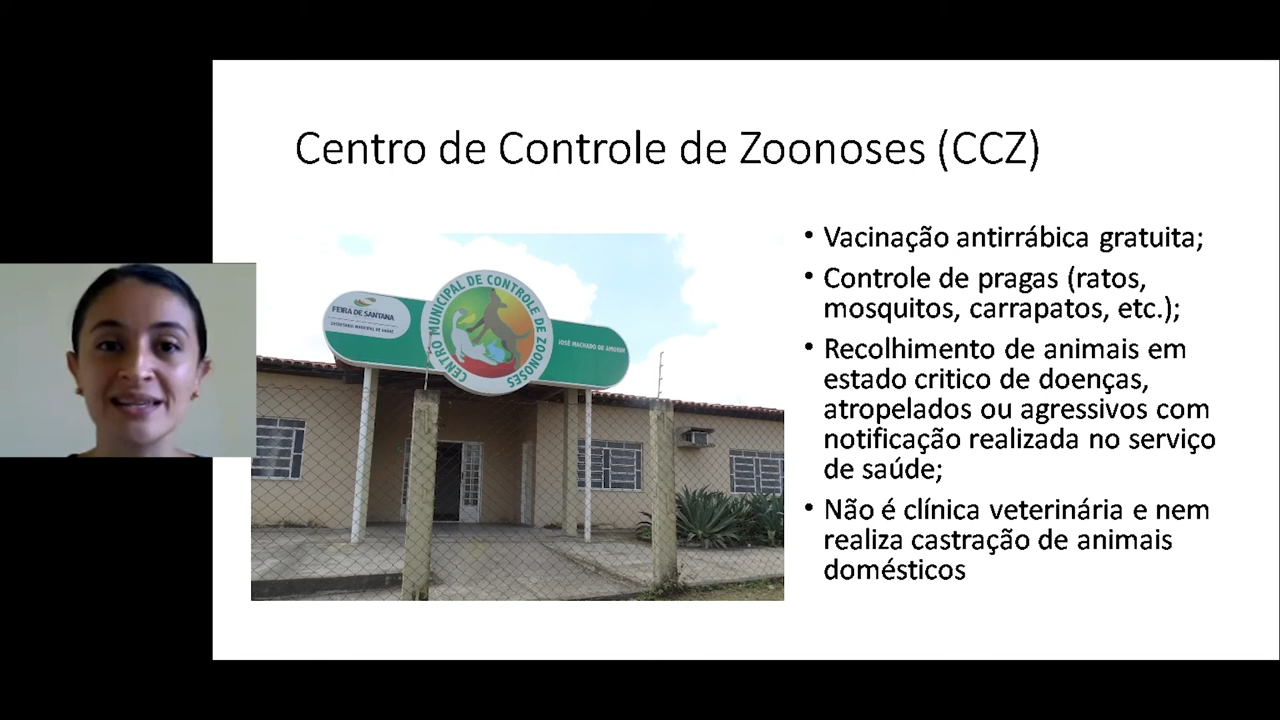 Centro de Controle de Zoonoses (CCZ)
FEIRA DE SANTANA
SECRETARIA MUNICIPAL DE SAÚDE
CENTRO MUNICIPAL DE CONTROLE DE ZOONOSES
JOSÉ MACHADO DE AMORIM
• Vacinação antirrábica gratuita;
• Controle de pragas (ratos,
mosquitos, carrapatos, etc.);
• Recolhimento de animais em
estado critico de doenças,
atropelados ou agressivos com
notificação realizada no serviço
de saúde;
• Não é clínica veterinária e nem
realiza castração de animais
domésticos